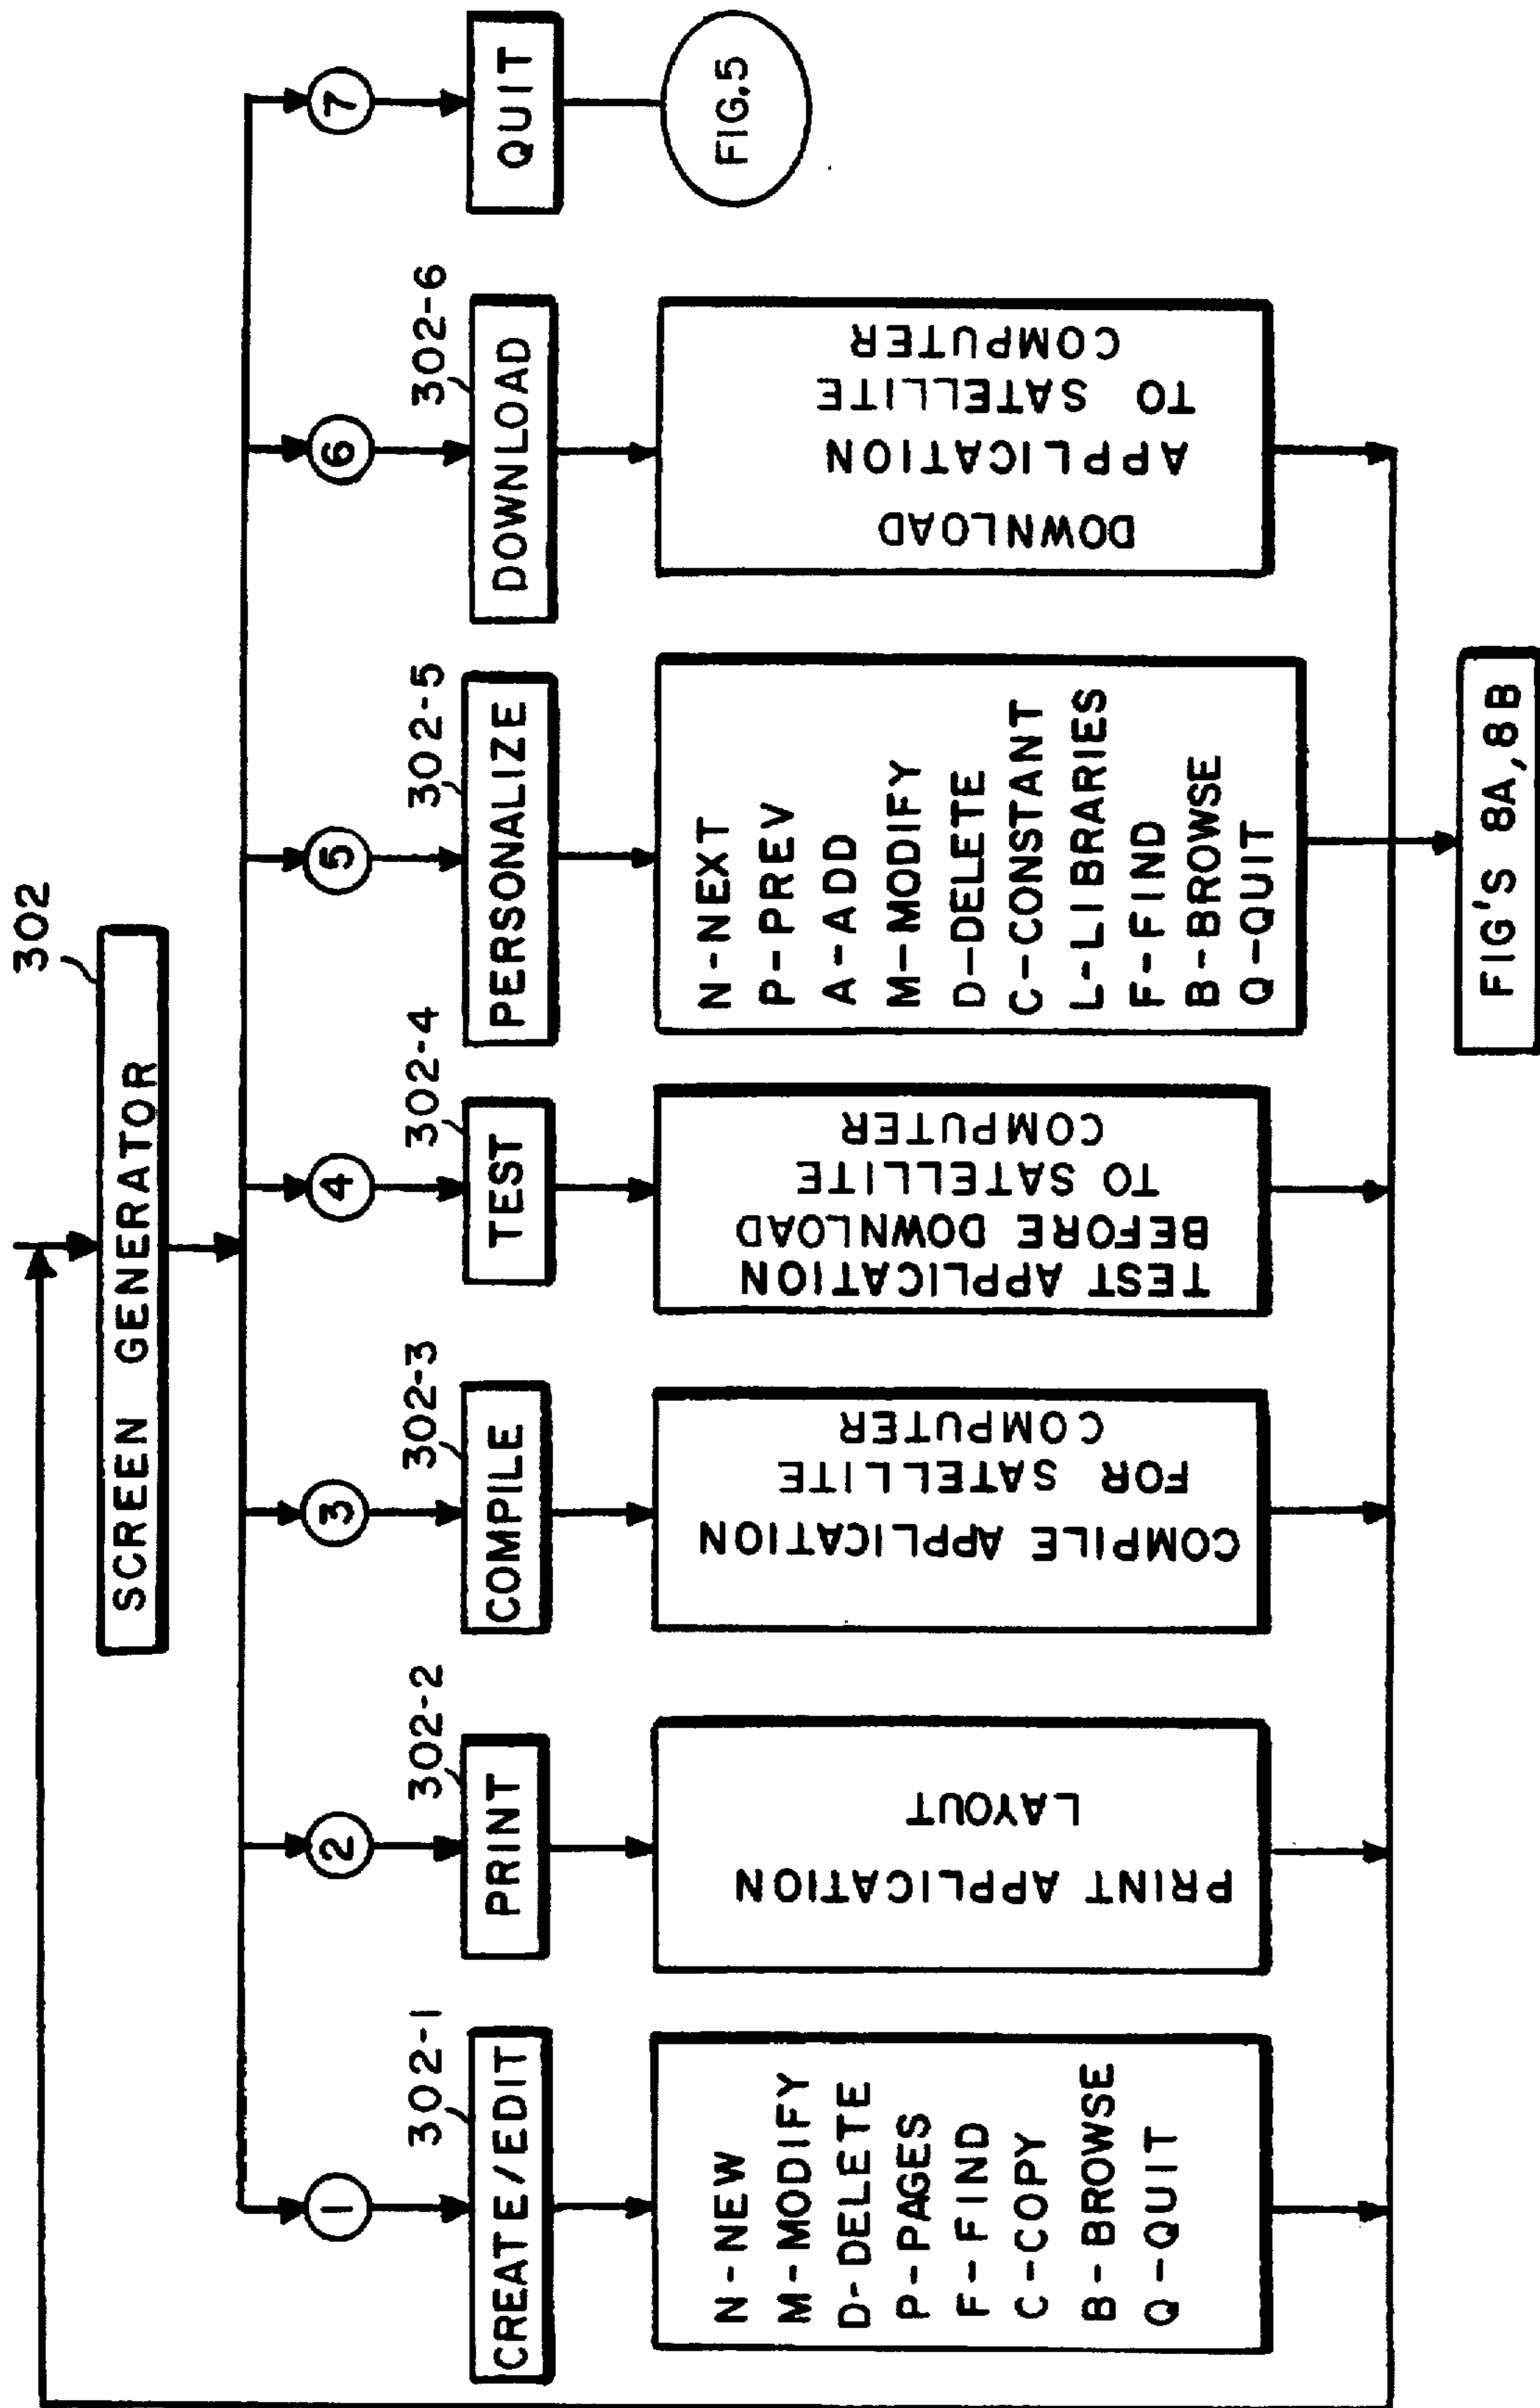 302
SCREEN GENERATOR
1
2
3
4
5
6
7
302-1
302-2
302-3
302-4
302-5
302-6
CREATE/EDIT
PRINT
COMPILE
TEST
PERSONALIZE
DOWNLOAD
QUIT
N-NEW
M-MODIFY
D-DELETE
P-PAGES
F-FIND
C-COPY
B-BROWSE
Q-QUIT
PRINT APPLICATION
LAYOUT
COMPILE APPLICATION
FOR SATELLITE
COMPUTER
TEST APPLICATION
BEFORE DOWNLOAD
TO SATELLITE
COMPUTER
N-NEXT
P-PREV
A-ADD
M-MODIFY
D-DELETE
C-CONSTANT
L-LIBRARIES
F-FIND
B-BROWSE
Q-QUIT
DOWNLOAD
APPLICATION
TO SATELLITE
COMPUTER
FIG.5
FIG'S 8A,8B